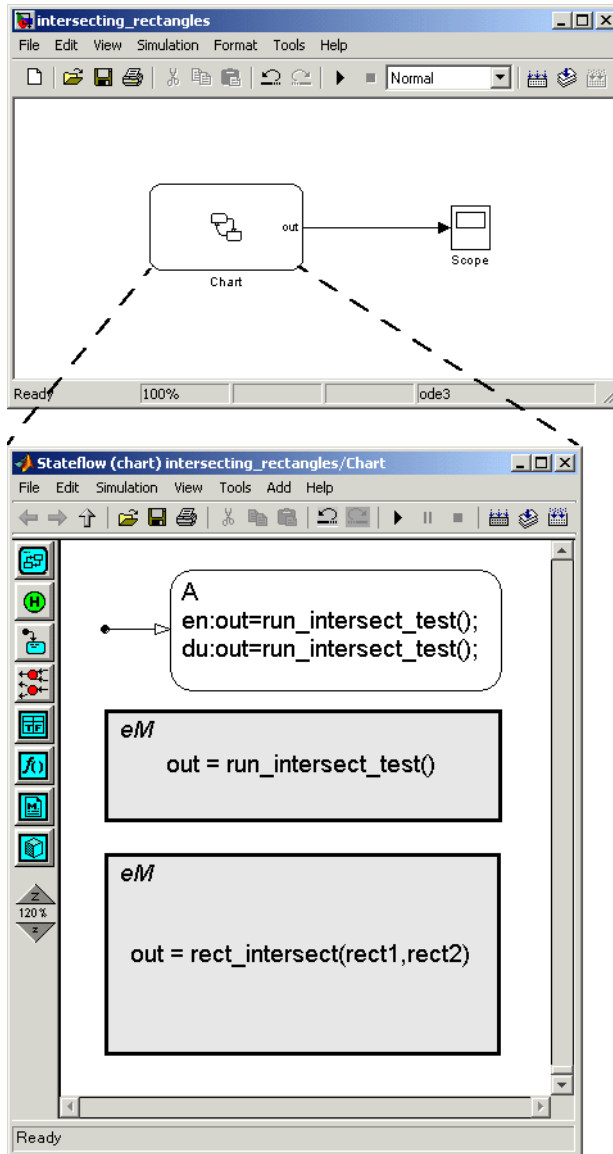 intersecting_rectangles
File Edit View Simulation Format Tools Help
Normal
out
Chart
Scope
Ready 100% ode3
Stateflow (chart) intersecting_rectangles/Chart
File Edit Simulation View Tools Add Help
H
A
en:out=run_intersect_test();
du:out=run_intersect_test();
eM
out = run_intersect_test()
TF
f()
M
eM
out = rect_intersect(rect1,rect2)
Z
120%
z
Ready